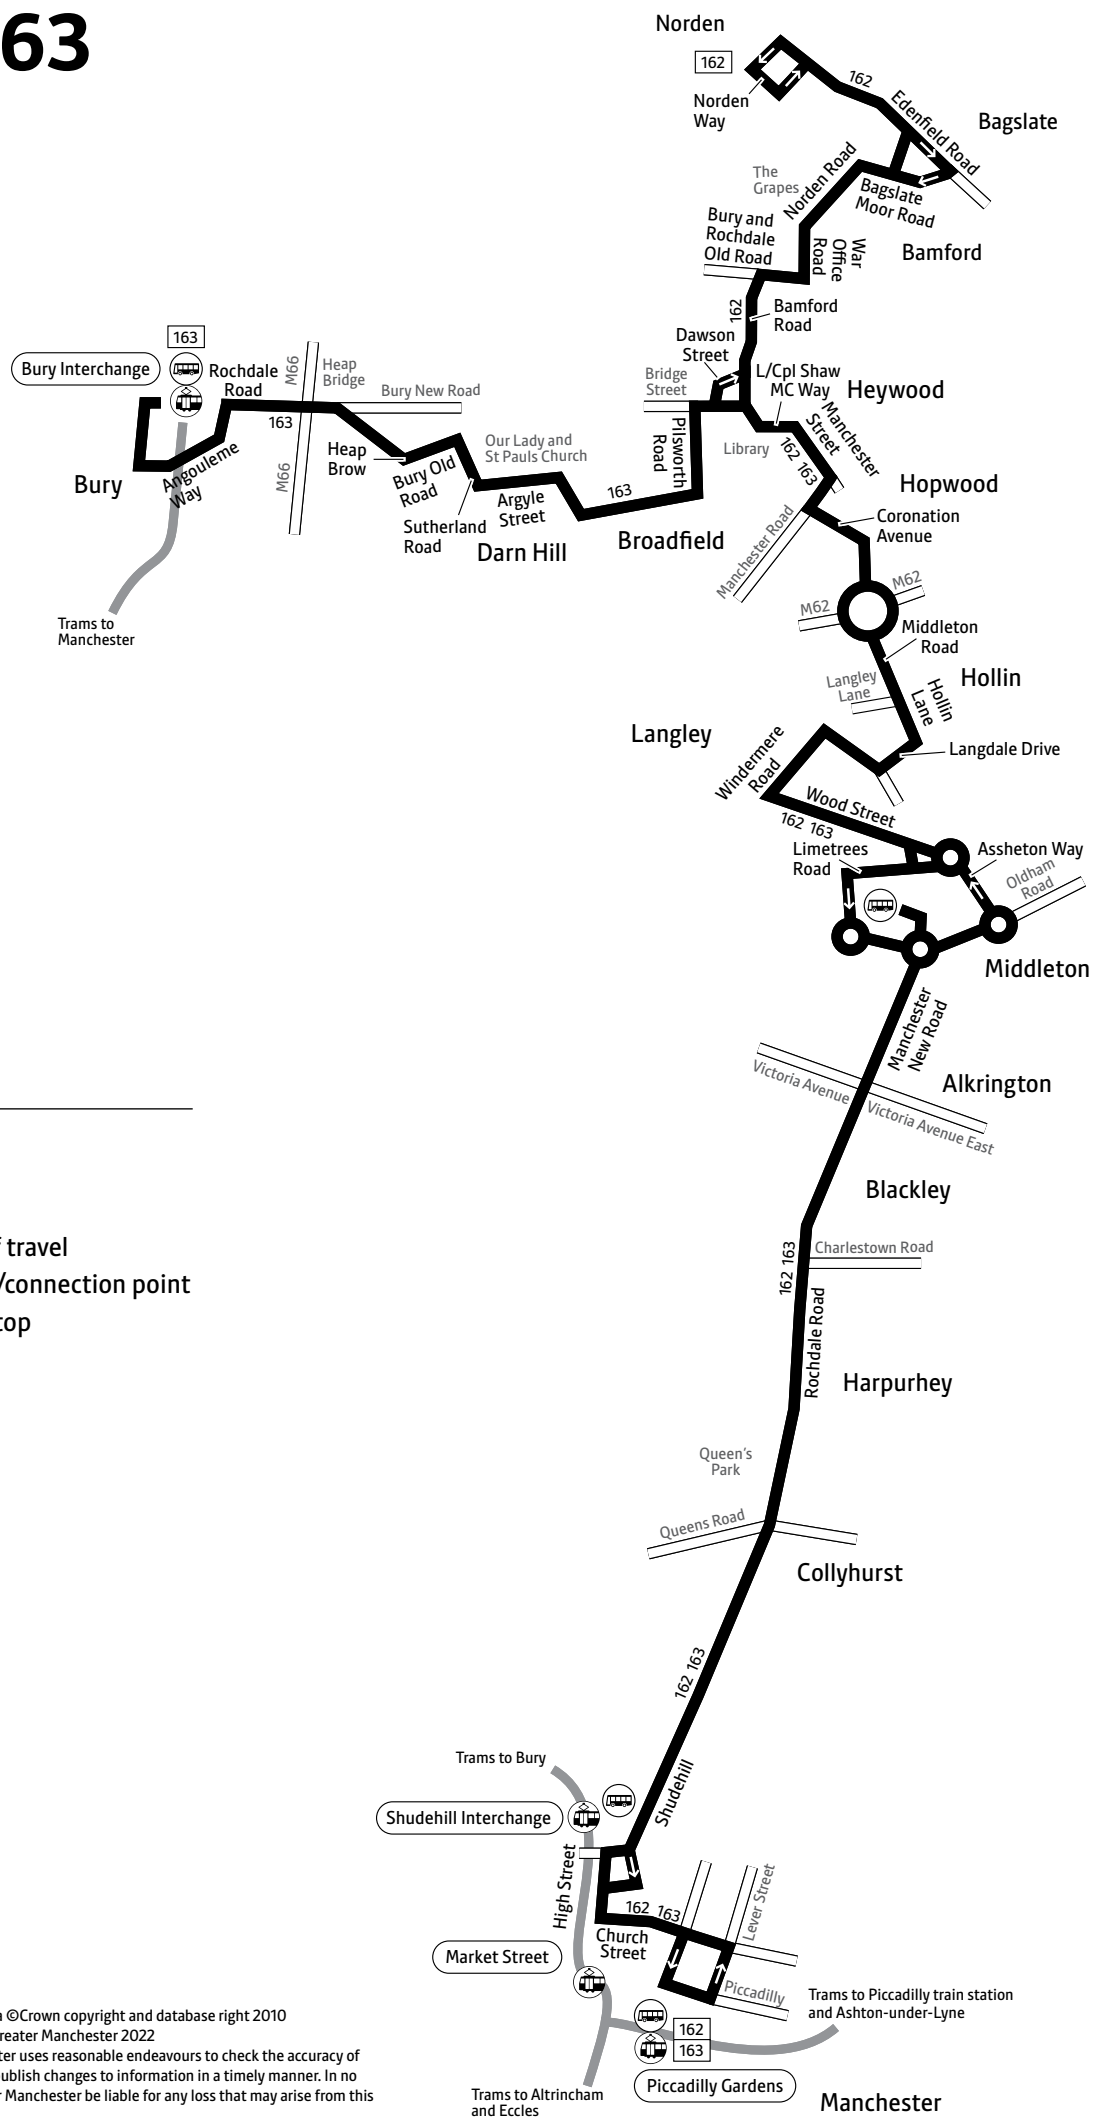 63
Norden
162
Norden
Way
162
Edenfield Road
Bagslate
The
Grapes
Norden Road
Bagslate
Moor Road
Bury and
Rochdale
Old Road
War
Office
Road
Bamford
162
Bamford
Road
Dawson
Street
163
Bury Interchange
Rochdale
Road
M66
Heap
Bridge
Bury New Road
Bridge
Street
L/Cpl Shaw
MC Way
Heywood
163
Manchester
Street
Heap
Brow
Our Lady and
St Pauls Church
Pilsworth
Road
Library
162 163
Bury
Angouleme
Way
M66
Bury Old
Road
Argyle
Street
163
Hopwood
Sutherland
Road
Darn Hill
Broadfield
Manchester Road
Coronation
Avenue
Trams to
Manchester
M62
M62
Middleton
Road
Langley
Lane
Hollin
Hollin
Lane
Langley
Windermere
Road
Langdale Drive
Wood Street
162 163
Limetrees
Road
Assheton Way
Oldham
Road
Middleton
Manchester
New Road
Victoria Avenue
Victoria Avenue East
Alkrington
Blackley
f travel
/connection point
top
162 163
Charlestown Road
Rochdale Road
Harpurhey
Queen's
Park
Queens Road
Collyhurst
162 163
Trams to Bury
Shudehill
Shudehill Interchange
High Street
162 163
Church
Street
Lever Street
Market Street
Piccadilly
Trams to Piccadilly train station
and Ashton-under-Lyne
162
163
Piccadilly Gardens
Trams to Altrincham
and Eccles
Manchester
a ©Crown copyright and database right 2010
reater Manchester 2022
ter uses reasonable endeavours to check the accuracy of
publish changes to information in a timely manner. In no
r Manchester be liable for any loss that may arise from this